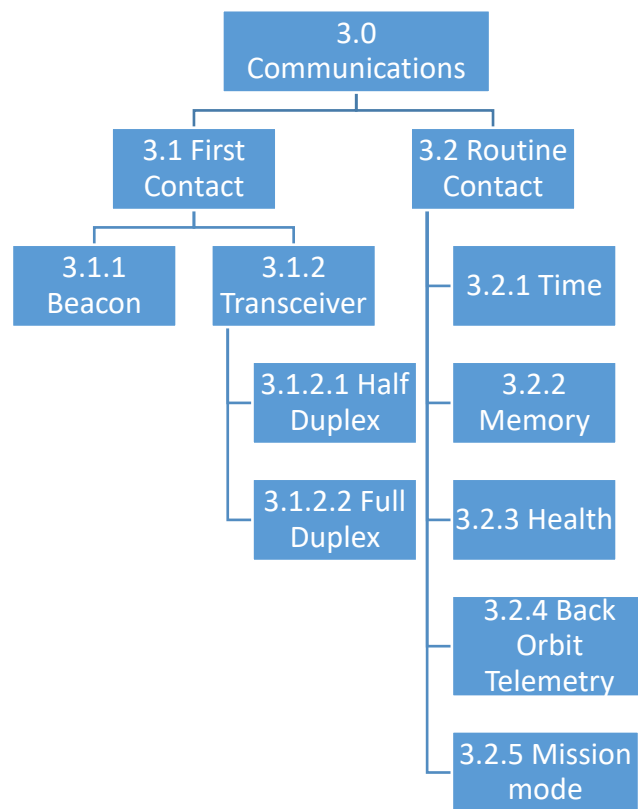 3.0
Communications
3.1 First
Contact
3.2 Routine
Contact
3.1.1
Beacon
3.1.2
Transceiver
3.1.2.1 Half
Duplex
3.1.2.2 Full
Duplex
3.2.1 Time
3.2.2
Memory
3.2.3 Health
3.2.4 Back
Orbit
Telemetry
3.2.5 Mission
mode